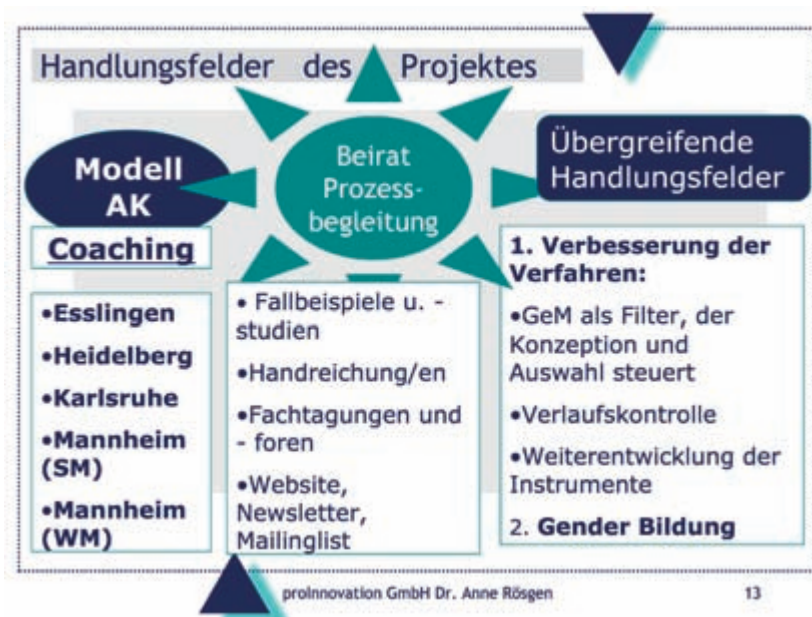 Handlungsfelder des Projektes
Modell
AK
Coaching
•Esslingen
•Heidelberg
•Karlsruhe
•Mannheim
(SM)
•Mannheim
(WM)
Beirat
Prozess-
begleitung
• Fallbeispiele u. -
studien
•Handreichung/en
•Fachtagungen und
- foren
•Website,
Newsletter,
Mailinglist
Übergreifende
Handlungsfelder
1. Verbesserung der
Verfahren:
•GeM als Filter, der
Konzeption und
Auswahl steuert
•Verlaufskontrolle
•Weiterentwicklung der
Instrumente
2. Gender Bildung
proInnovation GmbH Dr. Anne Rösgen
13